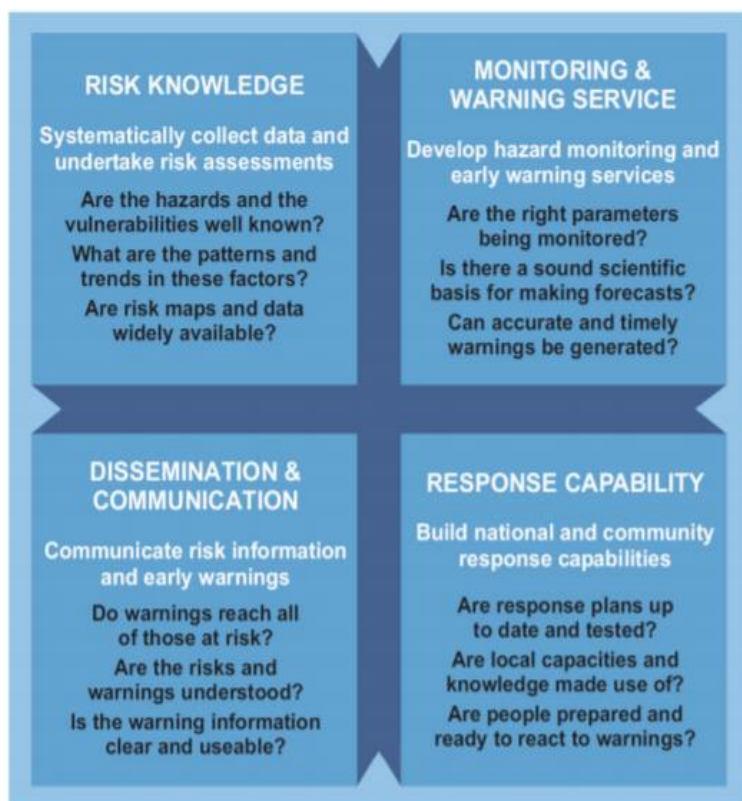 RISK KNOWLEDGE
Systematically collect data and
undertake risk assessments
Are the hazards and the
vulnerabilities well known?
What are the patterns and
trends in these factors?
Are risk maps and data
widely available?
MONITORING &
WARNING SERVICE
Develop hazard monitoring and
early warning services
Are the right parameters
being monitored?
Is there a sound scientific
basis for making forecasts?
Can accurate and timely
warnings be generated?
DISSEMINATION &
COMMUNICATION
Communicate risk information
and early warnings
Do warnings reach all
of those at risk?
Are the risks and
warnings understood?
Is the warning information
clear and useable?
RESPONSE CAPABILITY
Build national and community
response capabilities
Are response plans up
to date and tested?
Are local capacities and
knowledge made use of?
Are people prepared and
ready to react to warnings?